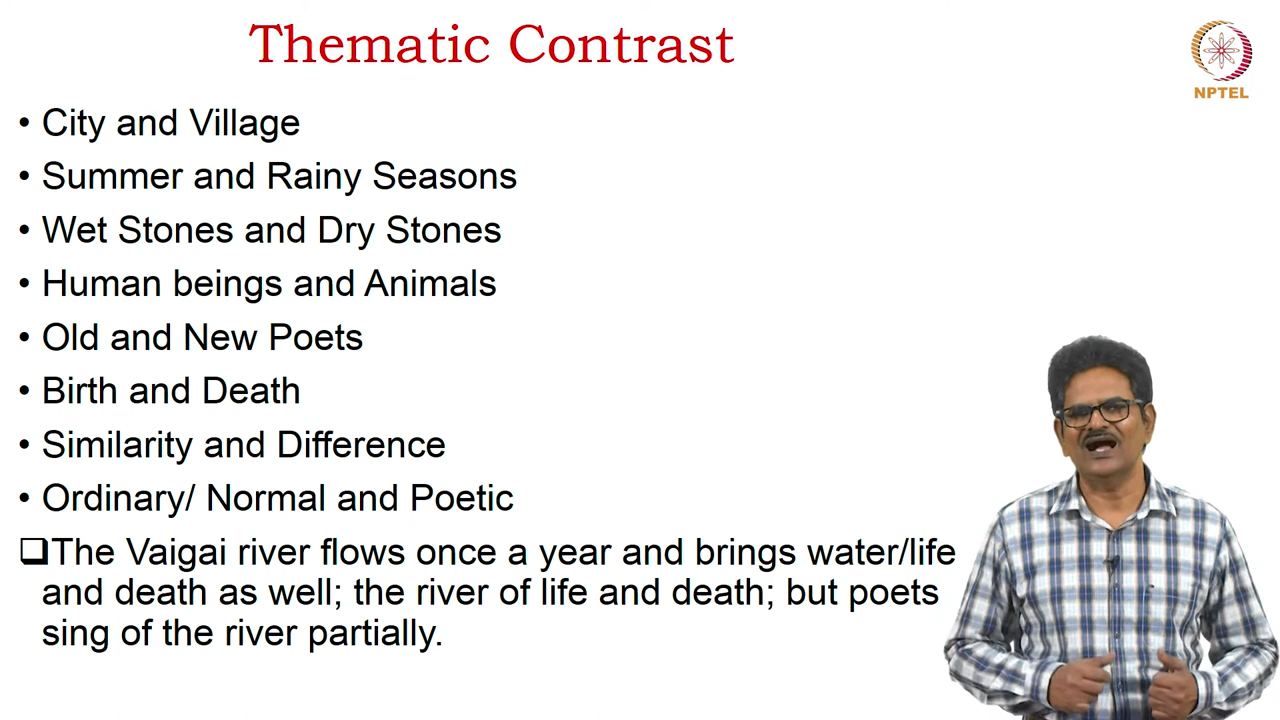 Thematic Contrast
NPTEL
• City and Village
• Summer and Rainy Seasons
• Wet Stones and Dry Stones
• Human beings and Animals
• Old and New Poets
• Birth and Death
• Similarity and Difference
• Ordinary/ Normal and Poetic
❑The Vaigai river flows once a year and brings water/life
and death as well; the river of life and death; but poets
sing of the river partially.